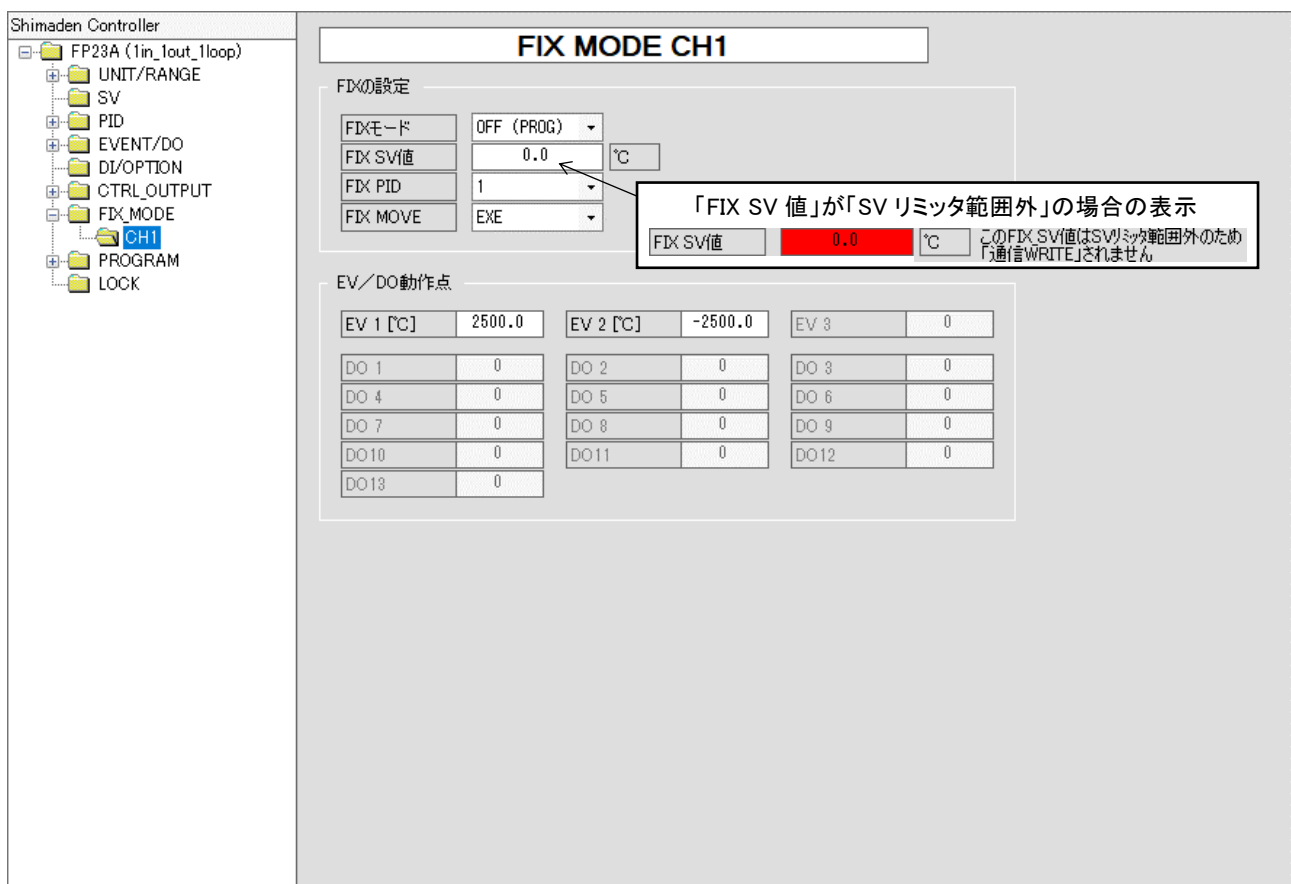 Shimaden Controller
FP23A (1in_1out_1loop)
UNIT/RANGE
SV
PID
EVENT/DO
DI/OPTION
CTRL_OUTPUT
FIX_MODE
CH1
PROGRAM
LOCK
FIX MODE CH1
FIXの設定
FIXモード OFF (PROG)
FIX SV値 0.0 ℃
FIX PID 1
FIX MOVE EXE
「FIX SV 値」が「SV リミッタ範囲外」の場合の表示
FIX SV値 0.0 ℃ このFIX_SV値はSVリミッタ範囲外のため
「通信WRITE」されません
EV／DO動作点
EV 1 [℃] 2500.0 EV 2 [℃] -2500.0 EV 3 0
DO 1 0 DO 2 0 DO 3 0
DO 4 0 DO 5 0 DO 6 0
DO 7 0 DO 8 0 DO 9 0
DO10 0 DO11 0 DO12 0
DO13 0